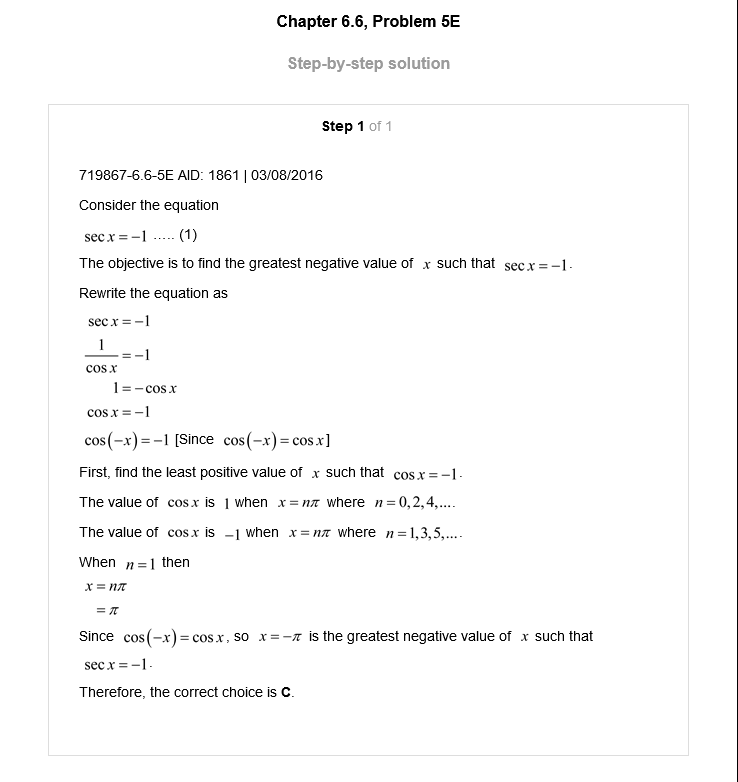 Chapter 6.6, Problem 5E
Step-by-step solution
Step 1 of 1
719867-6.6-5E AID: 1861 | 03/08/2016
Consider the equation
sec x = −1 ..... (1)
The objective is to find the greatest negative value of x such that sec x = −1.
Rewrite the equation as
sec x = −1
1/cos x = −1
1 = −cos x
cos x = −1
cos(−x) = −1 [Since cos(−x) = cos x]
First, find the least positive value of x such that cos x = −1.
The value of cos x is 1 when x = nπ where n = 0, 2, 4,....
The value of cos x is −1 when x = nπ where n = 1, 3, 5,....
When n = 1 then
x = nπ
= π
Since cos(−x) = cos x, so x = −π is the greatest negative value of x such that
sec x = −1.
Therefore, the correct choice is C.